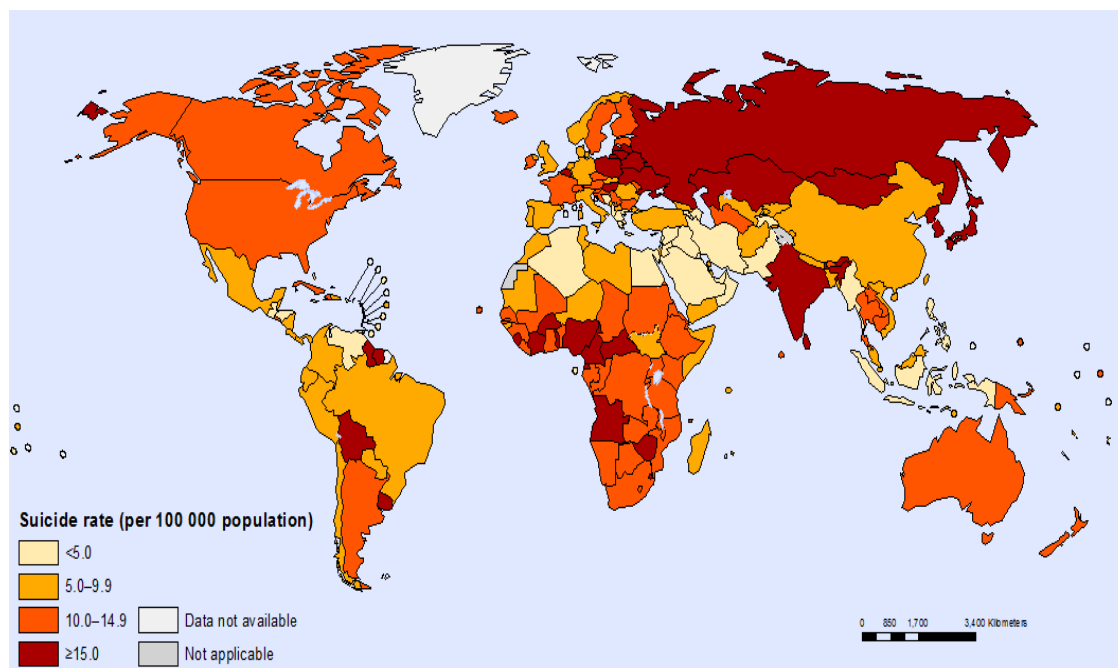 Suicide rate (per 100 000 population)
<5.0
5.0–9.9
10.0–14.9
≥15.0
Data not available
Not applicable
0 850 1,700 3,400 Kilometers